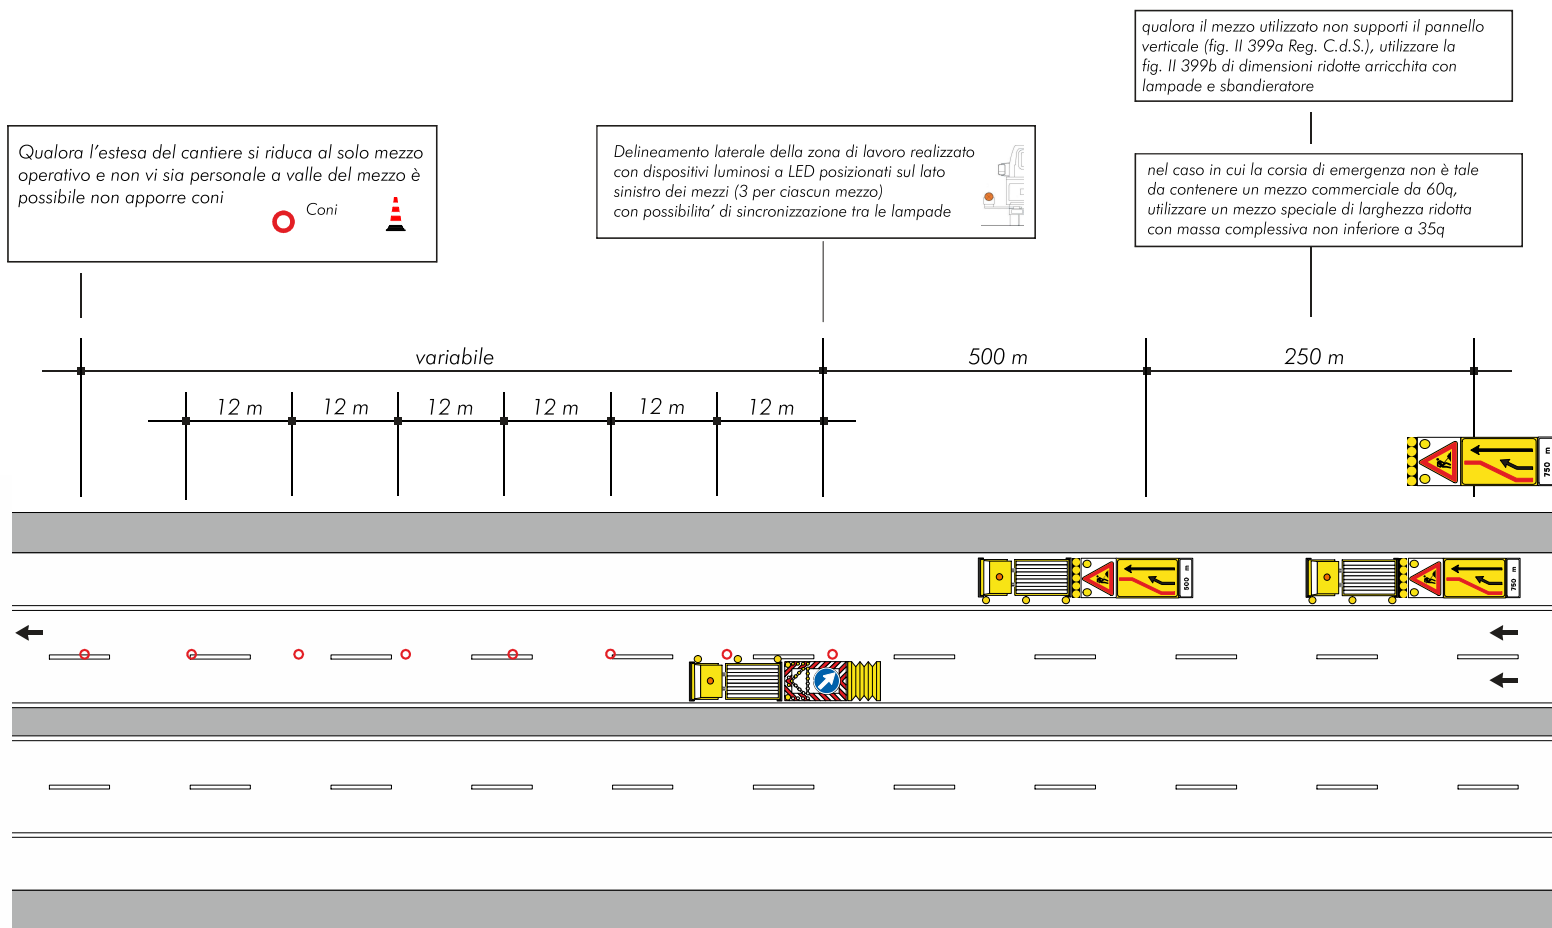 qualora il mezzo utilizzato non supporti il pannello
verticale (fig. II 399a Reg. C.d.S.), utilizzare la
fig. II 399b di dimensioni ridotte arricchita con
lampade e sbandieratore
Qualora l'estesa del cantiere si riduca al solo mezzo
operativo e non vi sia personale a valle del mezzo è
possibile non apporre coni
Coni
Delineamento laterale della zona di lavoro realizzato
con dispositivi luminosi a LED posizionati sul lato
sinistro dei mezzi (3 per ciascun mezzo)
con possibilita' di sincronizzazione tra le lampade
nel caso in cui la corsia di emergenza non è tale
da contenere un mezzo commerciale da 60q,
utilizzare un mezzo speciale di larghezza ridotta
con massa complessiva non inferiore a 35q
variabile
500 m
250 m
12 m
12 m
12 m
12 m
12 m
12 m
750 m
500 m
750 m